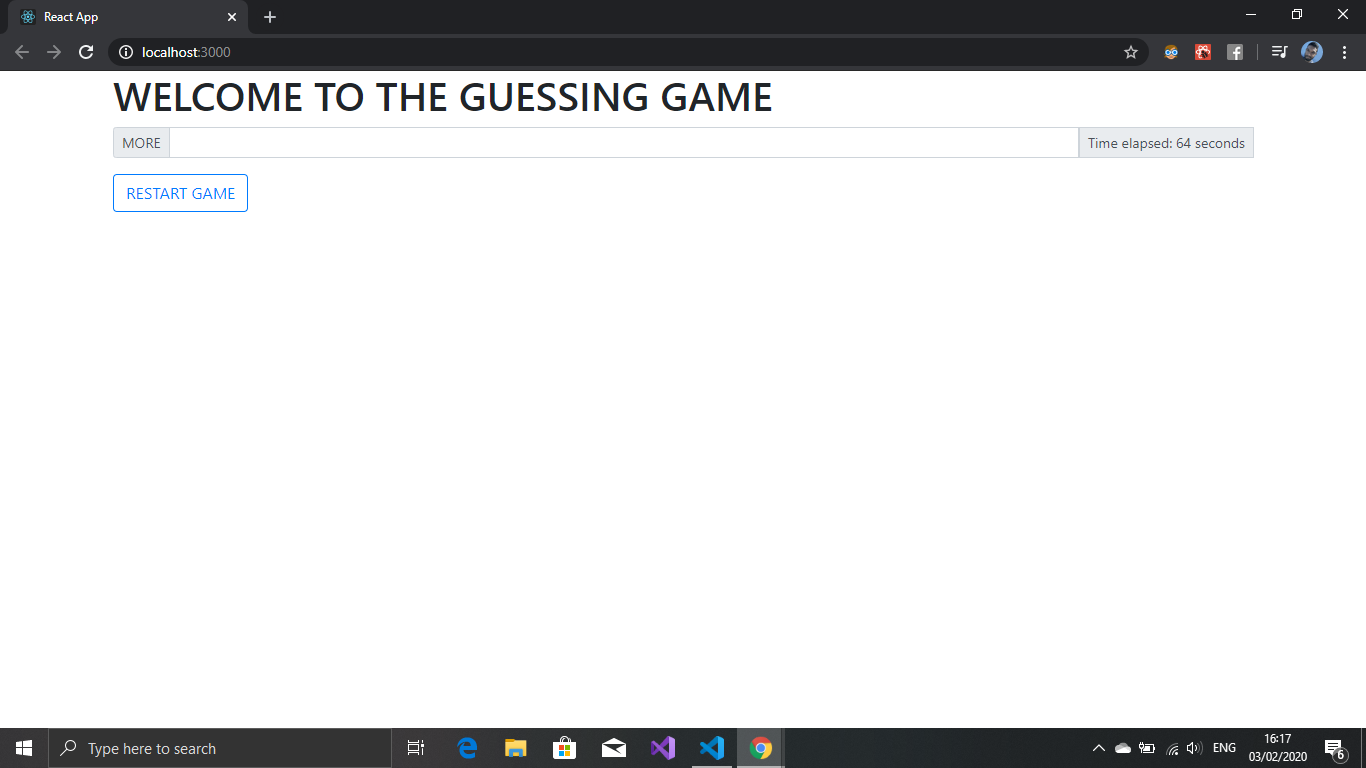 React App
localhost:3000
WELCOME TO THE GUESSING GAME
MORE
Time elapsed: 64 seconds
RESTART GAME
Type here to search
ENG
16:17
03/02/2020
6